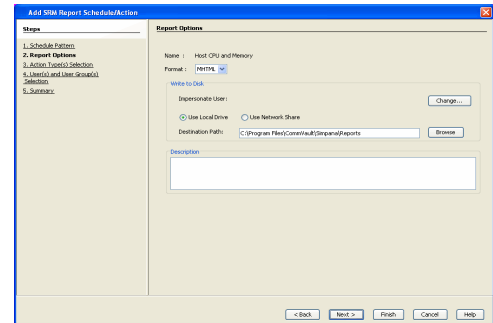 Add SRM Report Schedule/Action
Steps
1. Schedule Pattern
2. Report Options
3. Action Type(s) Selection
4. User(s) and User Group(s)
Selection
5. Summary
Report Options
Name : Host CPU and Memory
Format : MHTML
Write to Disk
Impersonate User:
Change...
Use Local Drive Use Network Share
Destination Path: C:\Program Files\CommVault\Simpana\Reports Browse
Description
< Back Next > Finish Cancel Help